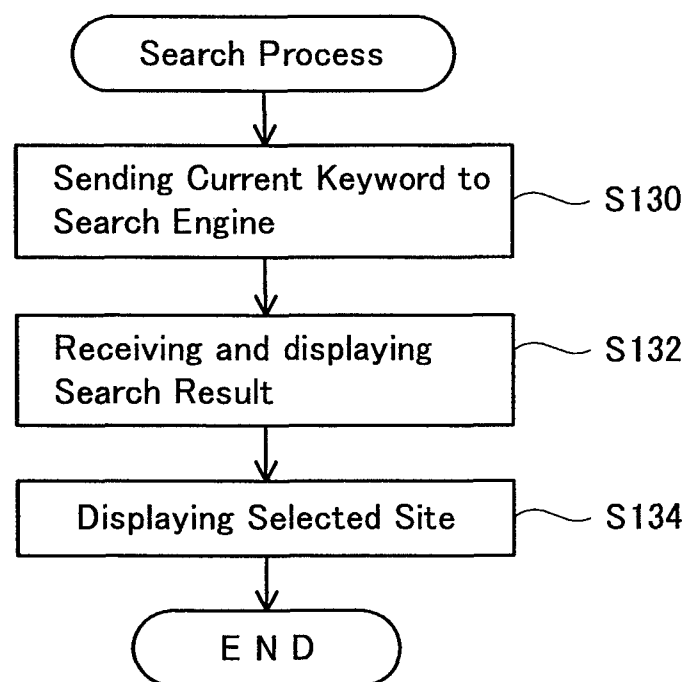 Search Process
Sending Current Keyword to
Search Engine
S130
Receiving and displaying
Search Result
S132
Displaying Selected Site
S134
E N D